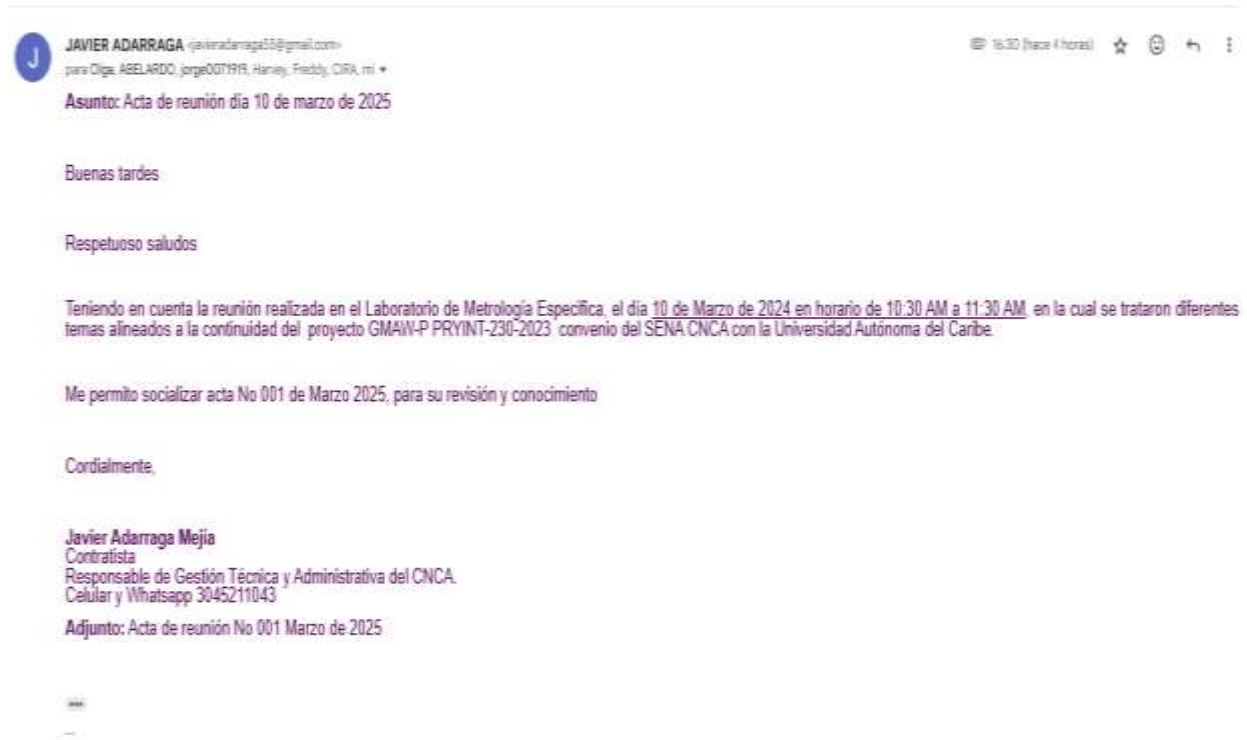 J
JAVIER ADARRAGA <javieradarraga55@gmail.com>
16:30 (hace 4 horas)
para Olga, ABELARDO, jorge0071919, Harvey, Freddy, CIRA, mí
Asunto: Acta de reunión día 10 de marzo de 2025
Buenas tardes
Respetuoso saludos
Teniendo en cuenta la reunión realizada en el Laboratorio de Metrología Especifica, el día 10 de Marzo de 2024 en horario de 10:30 AM a 11:30 AM, en la cual se trataron diferentes
temas alineados a la continuidad del proyecto GMAW-P PRYINT-230-2023 convenio del SENA CNCA con la Universidad Autónoma del Caribe.
Me permito socializar acta No 001 de Marzo 2025, para su revisión y conocimiento
Cordialmente,
Javier Adarraga Mejía
Contratista
Responsable de Gestión Técnica y Administrativa del CNCA.
Celular y Whatsapp 3045211043
Adjunto: Acta de reunión No 001 Marzo de 2025